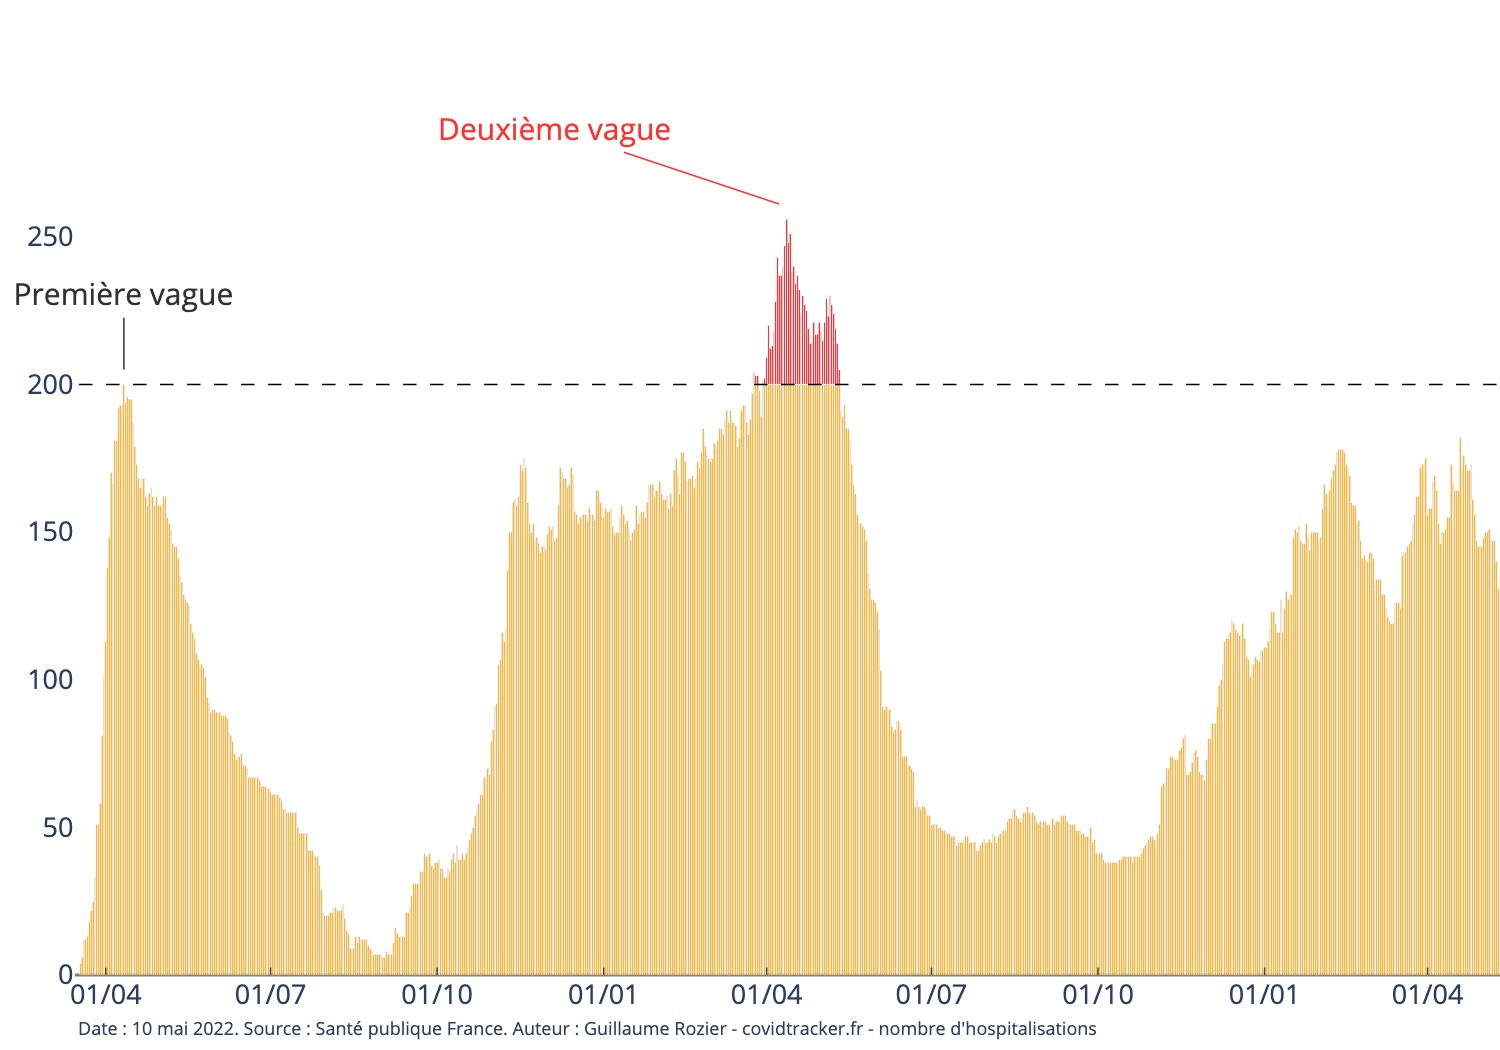 Deuxième vague
250
Première vague
200
150
100
50
0
01/04 01/07 01/10 01/01 01/04 01/07 01/10 01/01 01/04
Date : 10 mai 2022. Source : Santé publique France. Auteur : Guillaume Rozier - covidtracker.fr - nombre d'hospitalisations